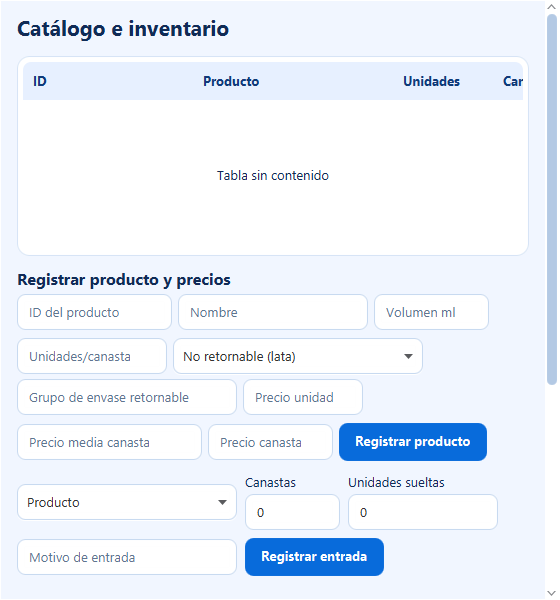 Catálogo e inventario
ID Producto Unidades Car
Tabla sin contenido
Registrar producto y precios
ID del producto Nombre Volumen ml
Unidades/canasta No retornable (lata)
Grupo de envase retornable Precio unidad
Precio media canasta Precio canasta Registrar producto
Canastas Unidades sueltas
Producto 0 0
Motivo de entrada Registrar entrada